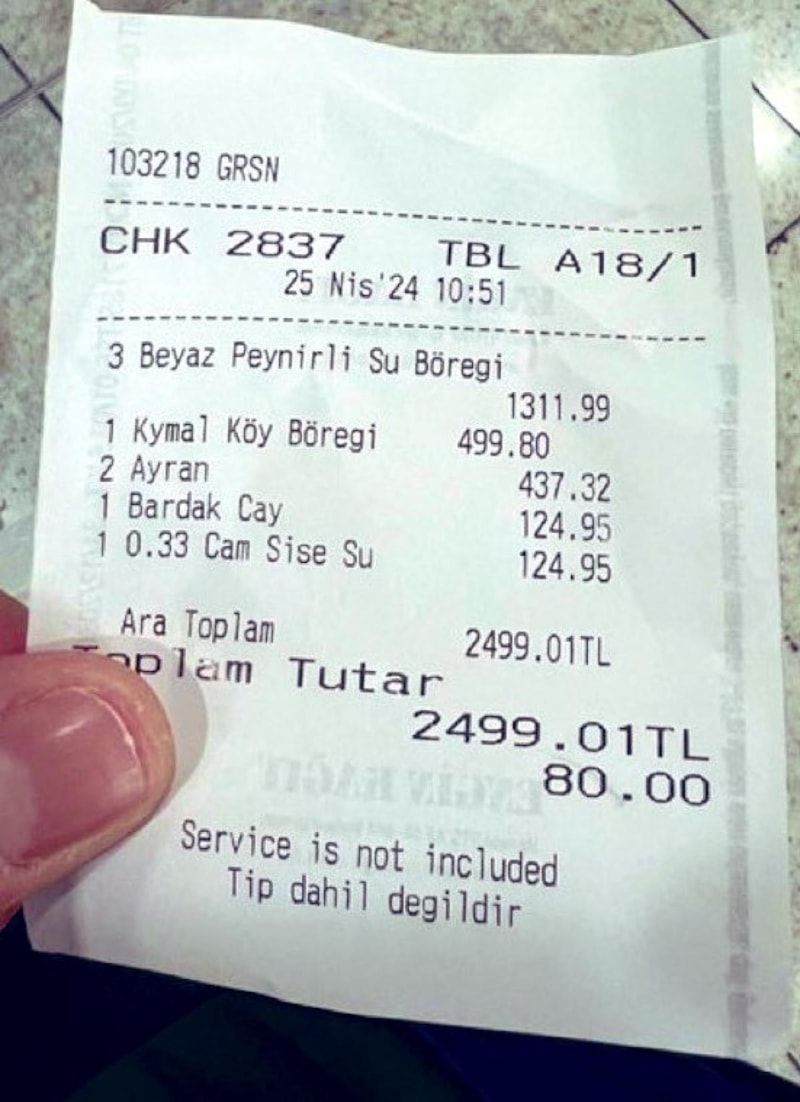 103218 GRSN
CHK 2837 TBL A18/1
25 Nis'24 10:51
3 Beyaz Peynirli Su Böregi
1311.99
1 Kymal Köy Böregi 499.80
2 Ayran 437.32
1 Bardak Cay 124.95
1 0.33 Cam Sise Su 124.95
Ara Toplam 2499.01TL
Toplam Tutar
2499.01TL
80.00
Service is not included
Tip dahil degildir